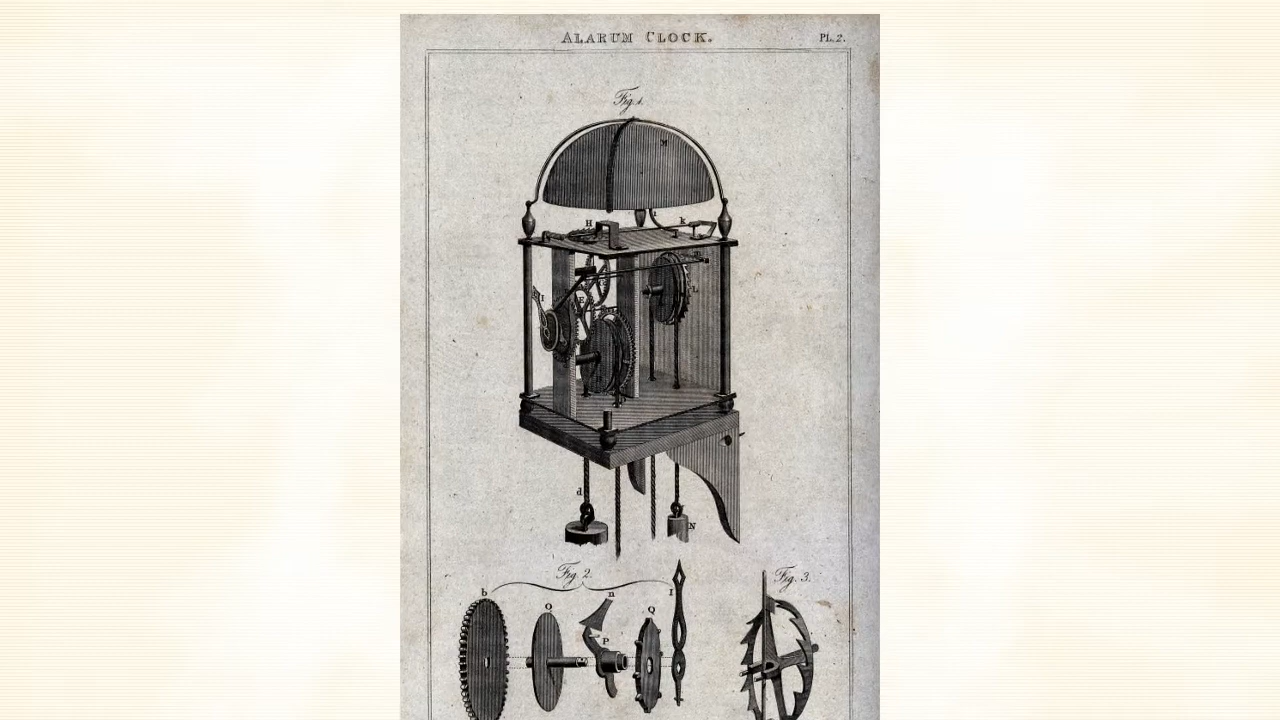 ALARUM CLOCK.
PL. 2.
Fig. 1.
M
H
i
k
I
E
L
d
N
Fig. 2.
Fig. 3.
b
O
n
I
P
Q